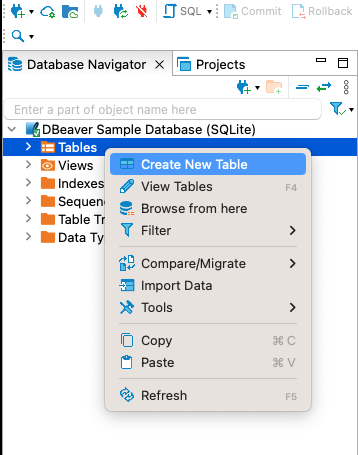 SQL
Commit
Rollback
Database Navigator
Projects
Enter a part of object name here
DBeaver Sample Database (SQLite)
Tables
Views
Indexes
Sequen
Table Tr
Data Ty
Create New Table
View Tables F4
Browse from here
Filter
Compare/Migrate
Import Data
Tools
Copy ⌘ C
Paste ⌘ V
Refresh F5